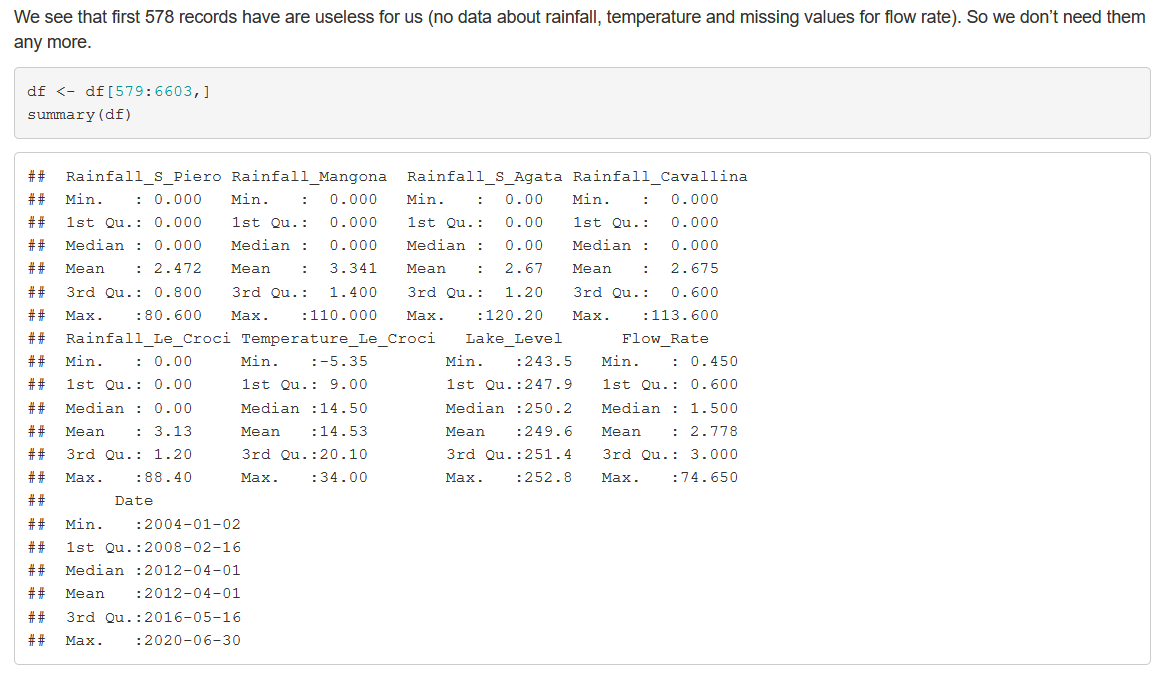 We see that first 578 records have are useless for us (no data about rainfall, temperature and missing values for flow rate). So we don’t need them
any more.
df <- df[579:6603,]
summary(df)
##  Rainfall_S_Piero Rainfall_Mangona  Rainfall_S_Agata Rainfall_Cavallina
##  Min.   : 0.000   Min.   :  0.000   Min.   :  0.00   Min.   :  0.000
##  1st Qu.: 0.000   1st Qu.:  0.000   1st Qu.:  0.00   1st Qu.:  0.000
##  Median : 0.000   Median :  0.000   Median :  0.00   Median :  0.000
##  Mean   : 2.472   Mean   :  3.341   Mean   :  2.67   Mean   :  2.675
##  3rd Qu.: 0.800   3rd Qu.:  1.400   3rd Qu.:  1.20   3rd Qu.:  0.600
##  Max.   :80.600   Max.   :110.000   Max.   :120.20   Max.   :113.600
##  Rainfall_Le_Croci Temperature_Le_Croci   Lake_Level      Flow_Rate
##  Min.   : 0.00     Min.   :-5.35        Min.   :243.5   Min.   : 0.450
##  1st Qu.: 0.00     1st Qu.: 9.00        1st Qu.:247.9   1st Qu.: 0.600
##  Median : 0.00     Median :14.50        Median :250.2   Median : 1.500
##  Mean   : 3.13     Mean   :14.53        Mean   :249.6   Mean   : 2.778
##  3rd Qu.: 1.20     3rd Qu.:20.10        3rd Qu.:251.4   3rd Qu.: 3.000
##  Max.   :88.40     Max.   :34.00        Max.   :252.8   Max.   :74.650
##       Date
##  Min.   :2004-01-02
##  1st Qu.:2008-02-16
##  Median :2012-04-01
##  Mean   :2012-04-01
##  3rd Qu.:2016-05-16
##  Max.   :2020-06-30